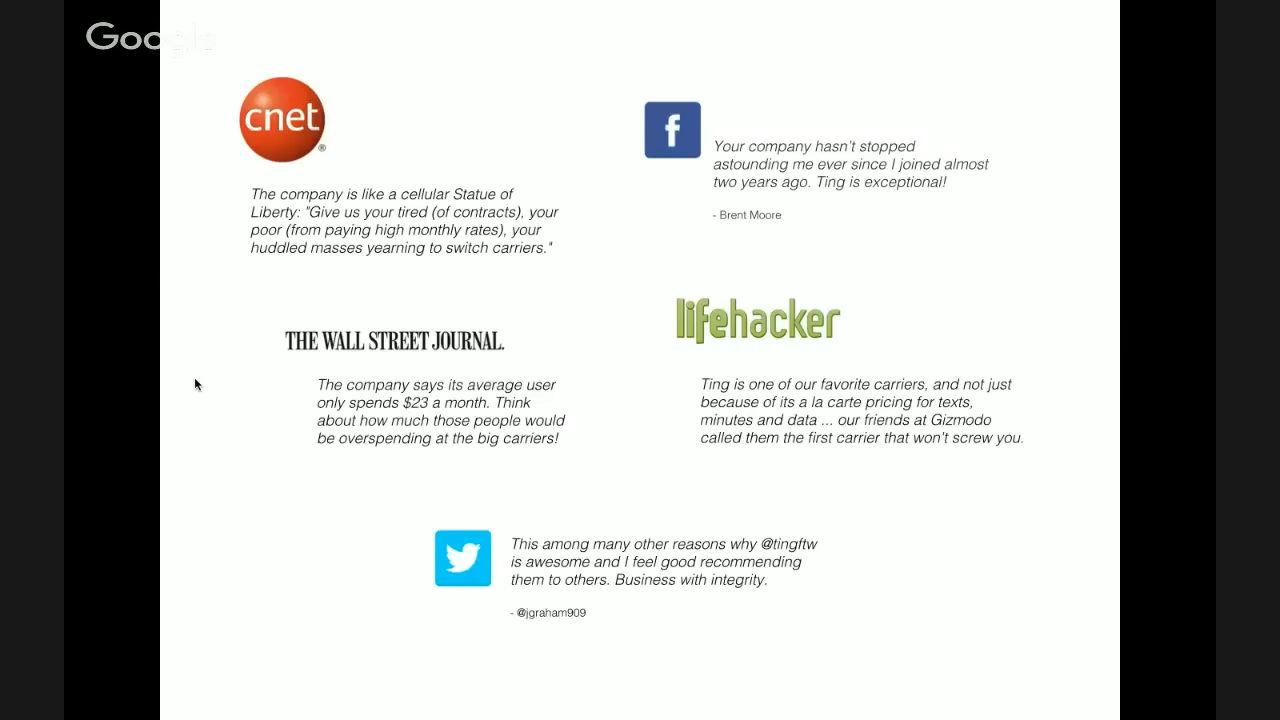 Google
cnet
®
The company is like a cellular Statue of
Liberty: "Give us your tired (of contracts), your
poor (from paying high monthly rates), your
huddled masses yearning to switch carriers."
f
Your company hasn't stopped
astounding me ever since I joined almost
two years ago. Ting is exceptional!
- Brent Moore
THE WALL STREET JOURNAL.
The company says its average user
only spends $23 a month. Think
about how much those people would
be overspending at the big carriers!
lifehacker
Ting is one of our favorite carriers, and not just
because of its a la carte pricing for texts,
minutes and data ... our friends at Gizmodo
called them the first carrier that won't screw you.
This among many other reasons why @tingftw
is awesome and I feel good recommending
them to others. Business with integrity.
- @jgraham909